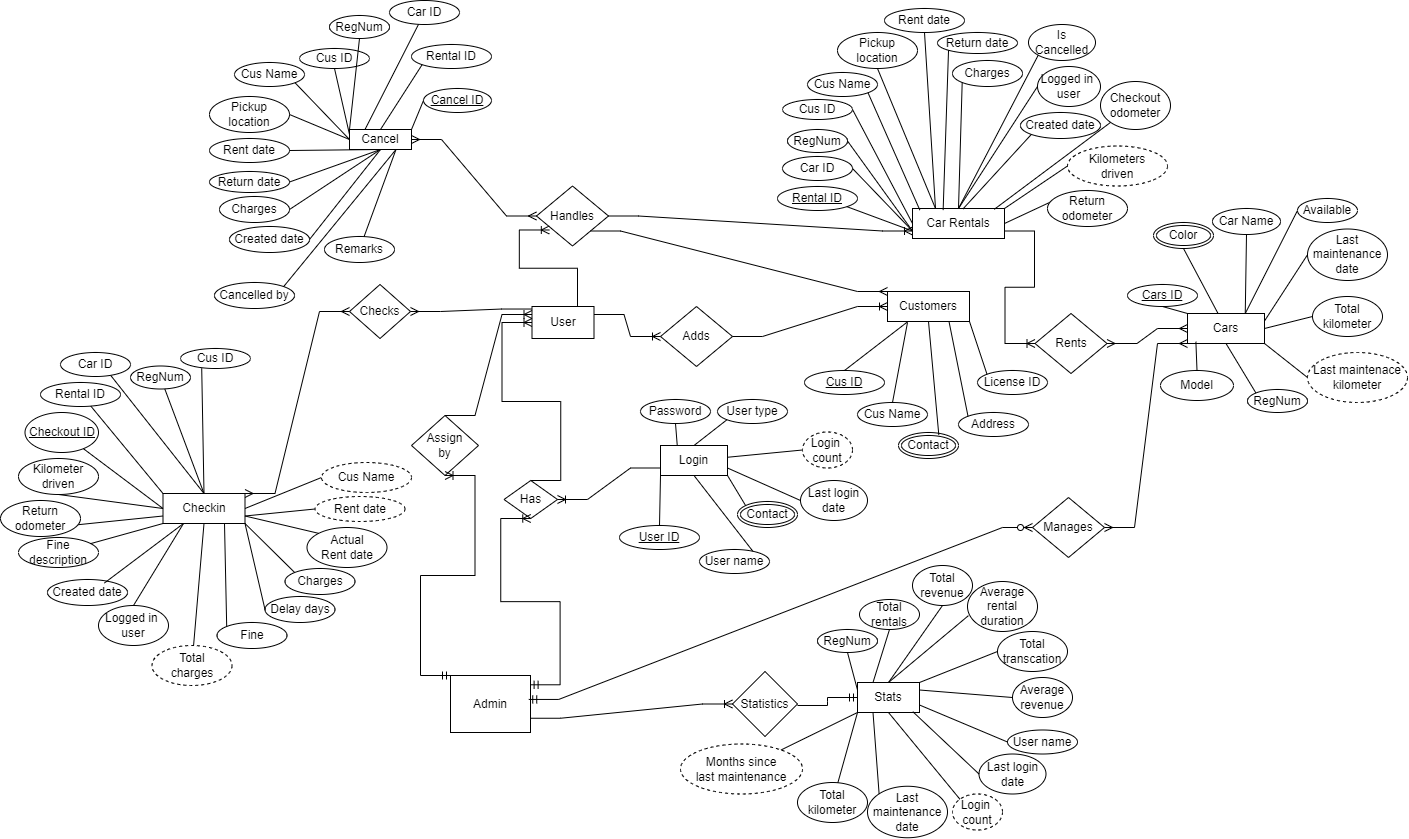 Car ID
RegNum
Cus ID
Rental ID
Cus Name
Cancel ID
Pickup
location
Cancel
Rent date
Return date
Charges
Created date
Remarks
Cancelled by
Handles
Rent date
Is
Cancelled
Return date
Pickup
location
Charges
Logged in
user
Cus Name
Checkout
odometer
Cus ID
Created date
RegNum
Kilometers
driven
Car ID
Rental ID
Return
odometer
Car Rentals
Color
Car Name
Available
Last
maintenance
date
Cars ID
Total
kilometer
Cars
Last maintenace
kilometer
Model
RegNum
Rents
Checks
User
Adds
Customers
Cus ID
License ID
Cus Name
Address
Contact
Cus ID
Car ID
RegNum
Rental ID
Checkout ID
Kilometer
driven
Cus Name
Return
odometer
Checkin
Rent date
Fine
description
Actual
Rent date
Created date
Charges
Logged in
user
Delay days
Fine
Total
charges
Assign
by
Has
Password
User type
Login
count
Login
Last login
date
Contact
User ID
User name
Manages
Admin
Statistics
Total
revenue
Average
rental
duration
Total
rentals
RegNum
Total
transcation
Stats
Average
revenue
User name
Months since
last maintenance
Last login
date
Total
kilometer
Last
maintenance
date
Login
count